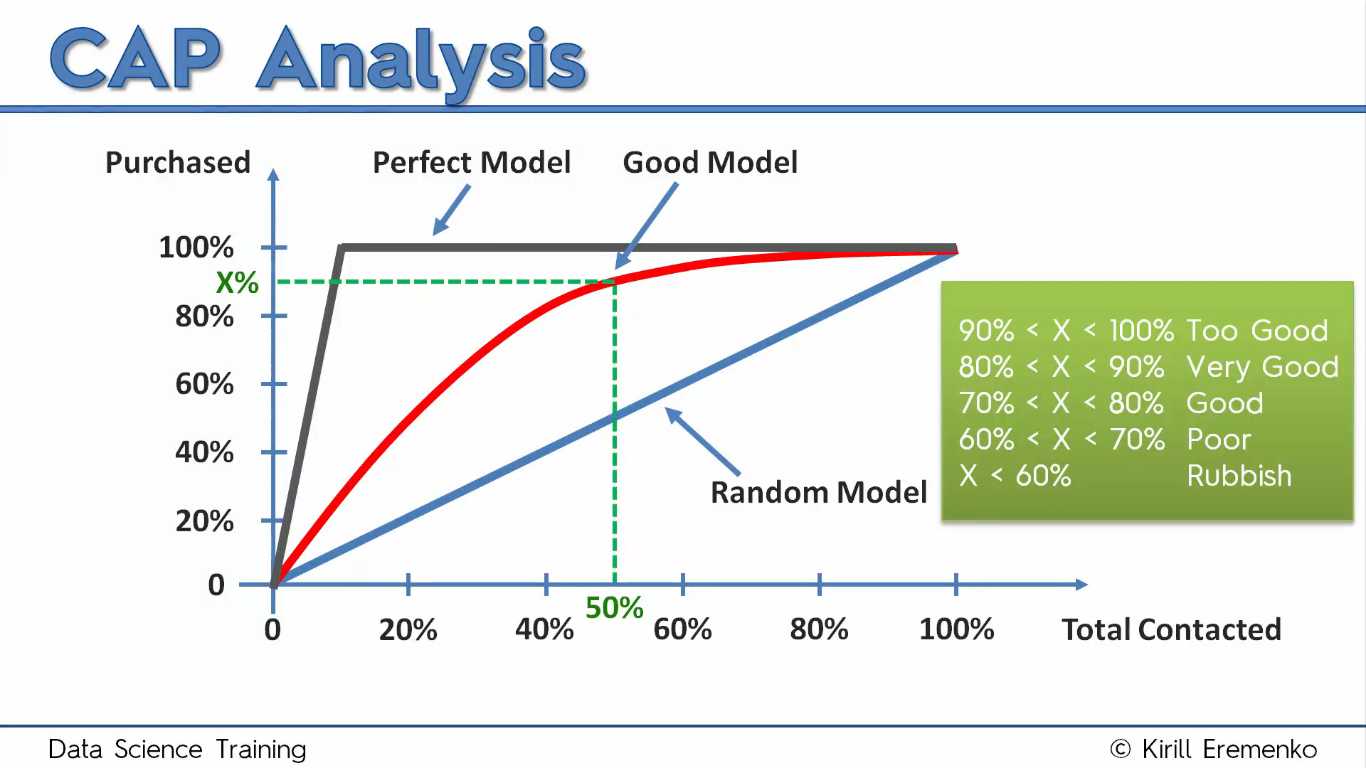 CAP Analysis
Purchased
Perfect Model
Good Model
100%
X%
80%
60%
40%
20%
0
90% < X < 100% Too Good
80% < X < 90% Very Good
70% < X < 80% Good
60% < X < 70% Poor
X < 60% Rubbish
Random Model
50%
0
20%
40%
60%
80%
100%
Total Contacted
Data Science Training
© Kirill Eremenko